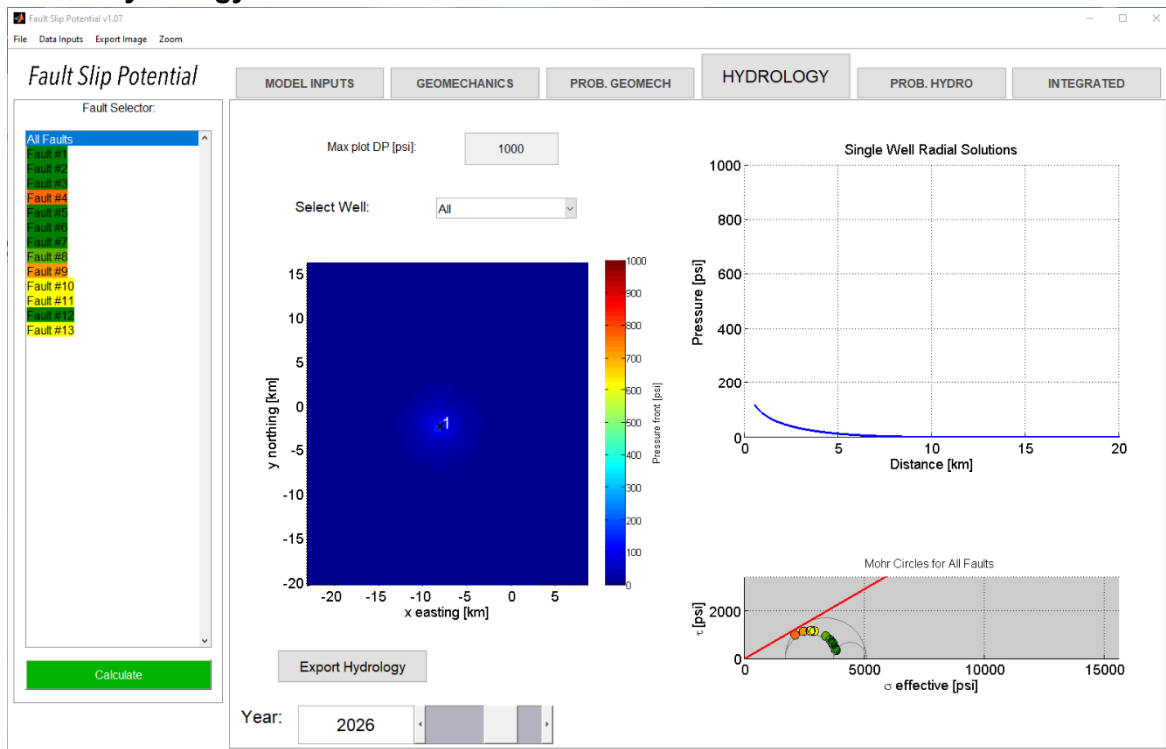 Fault Slip Potential v1.07
File Data Inputs Export Image Zoom
Fault Slip Potential
MODEL INPUTS GEOMECHANICS PROB. GEOMECH HYDROLOGY PROB. HYDRO INTEGRATED
Fault Selector:
All Faults
Fault #1
Fault #2
Fault #3
Fault #4
Fault #5
Fault #6
Fault #7
Fault #8
Fault #9
Fault #10
Fault #11
Fault #12
Fault #13
Calculate
Max plot DP [psi]: 1000
Select Well: All
15
10
5
0
-5
-10
-15
-20
y northing [km]
1
-20 -15 -10 -5 0 5
x easting [km]
1000
900
800
700
600
500
400
300
200
100
0
Pressure front [psi]
Export Hydrology
Year: 2026
Single Well Radial Solutions
1000
800
600
400
200
0
Pressure [psi]
0 5 10 15 20
Distance [km]
Mohr Circles for All Faults
2000
0
τ [psi]
0 5000 10000 15000
σ effective [psi]